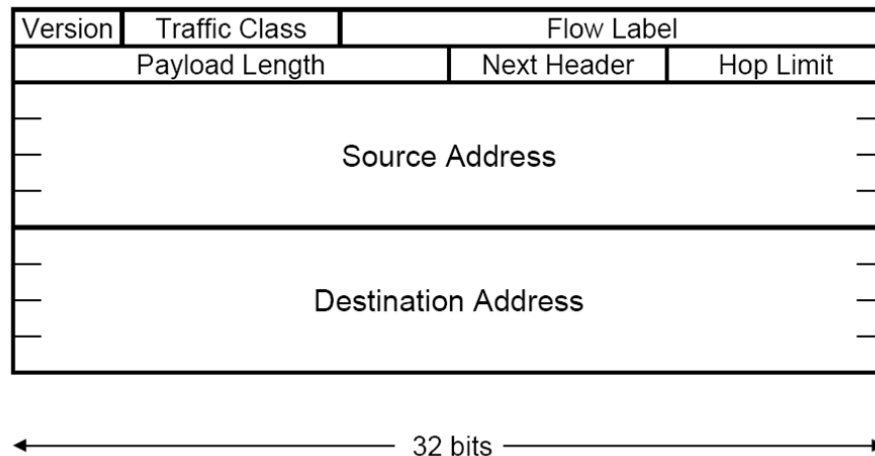 Version Traffic Class Flow Label
Payload Length Next Header Hop Limit
Source Address
Destination Address
32 bits